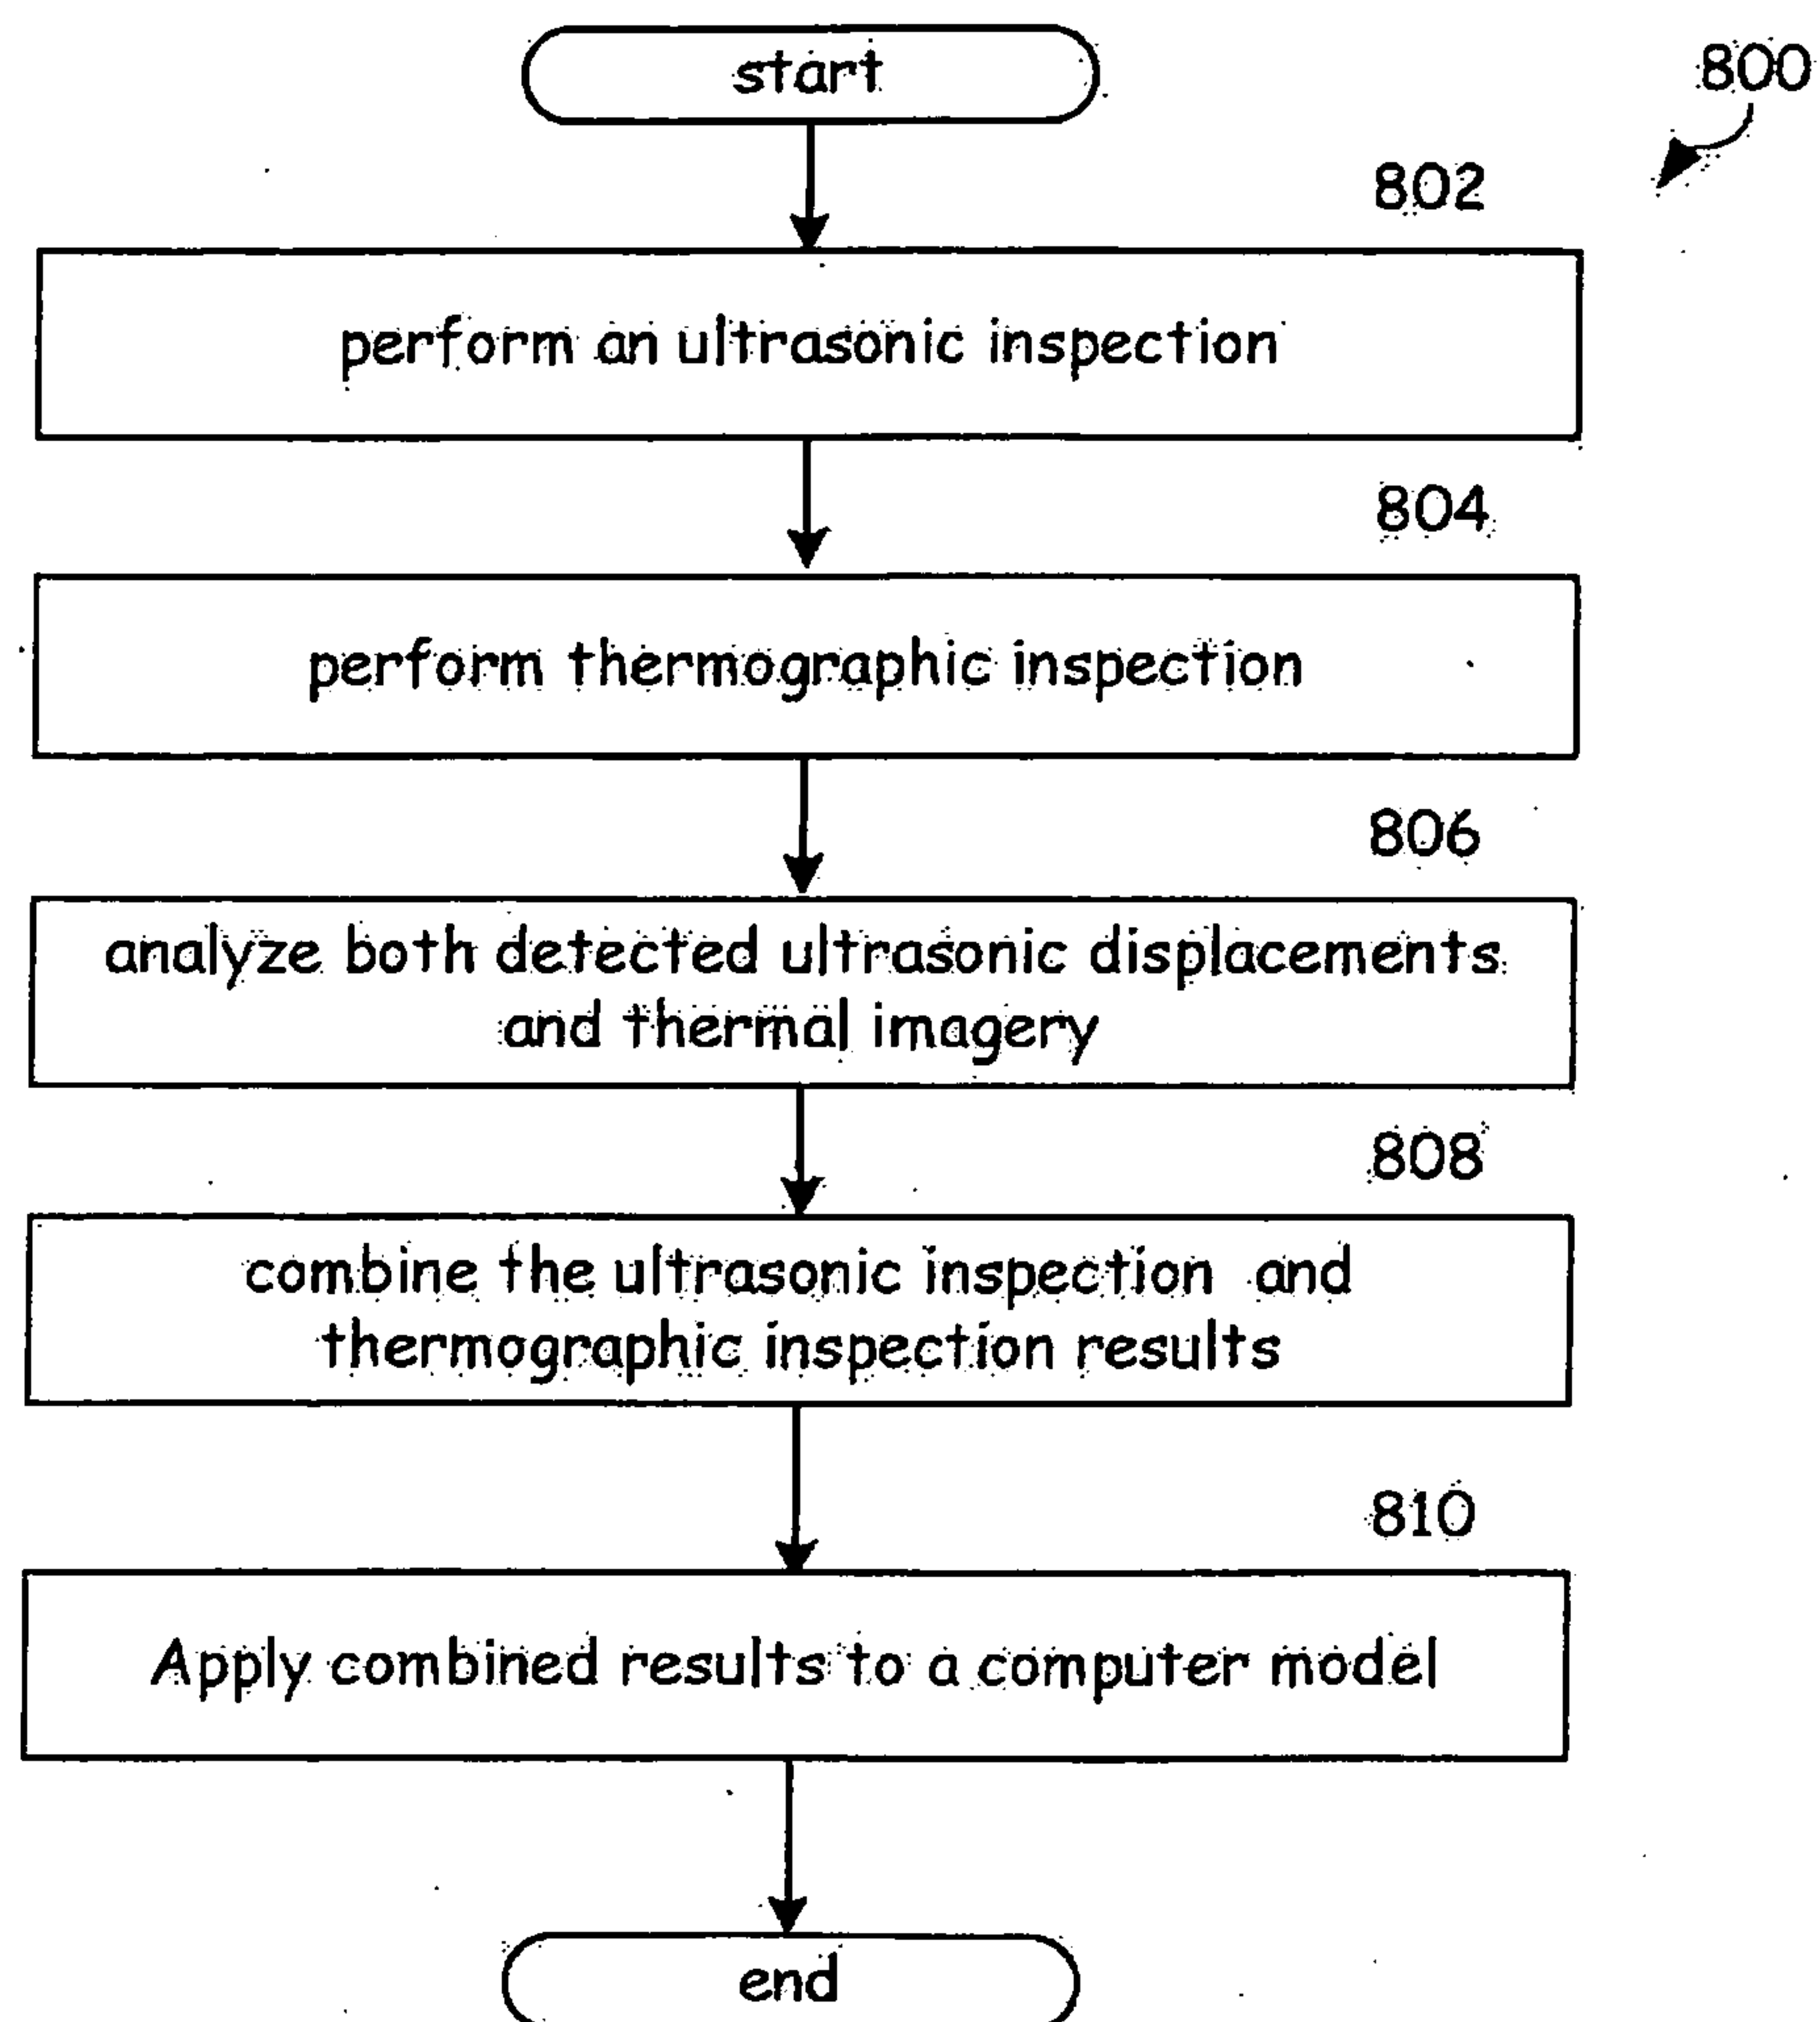 start
800
802
perform an ultrasonic inspection
804
perform thermographic inspection
806
analyze both detected ultrasonic displacements
and thermal imagery
808
combine the ultrasonic inspection and
thermographic inspection results
810
Apply combined results to a computer model
end